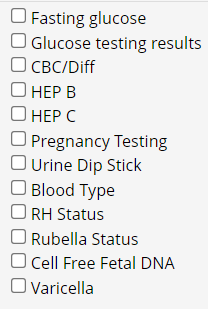 Fasting glucose
Glucose testing results
CBC/Diff
HEP B
HEP C
Pregnancy Testing
Urine Dip Stick
Blood Type
RH Status
Rubella Status
Cell Free Fetal DNA
Varicella